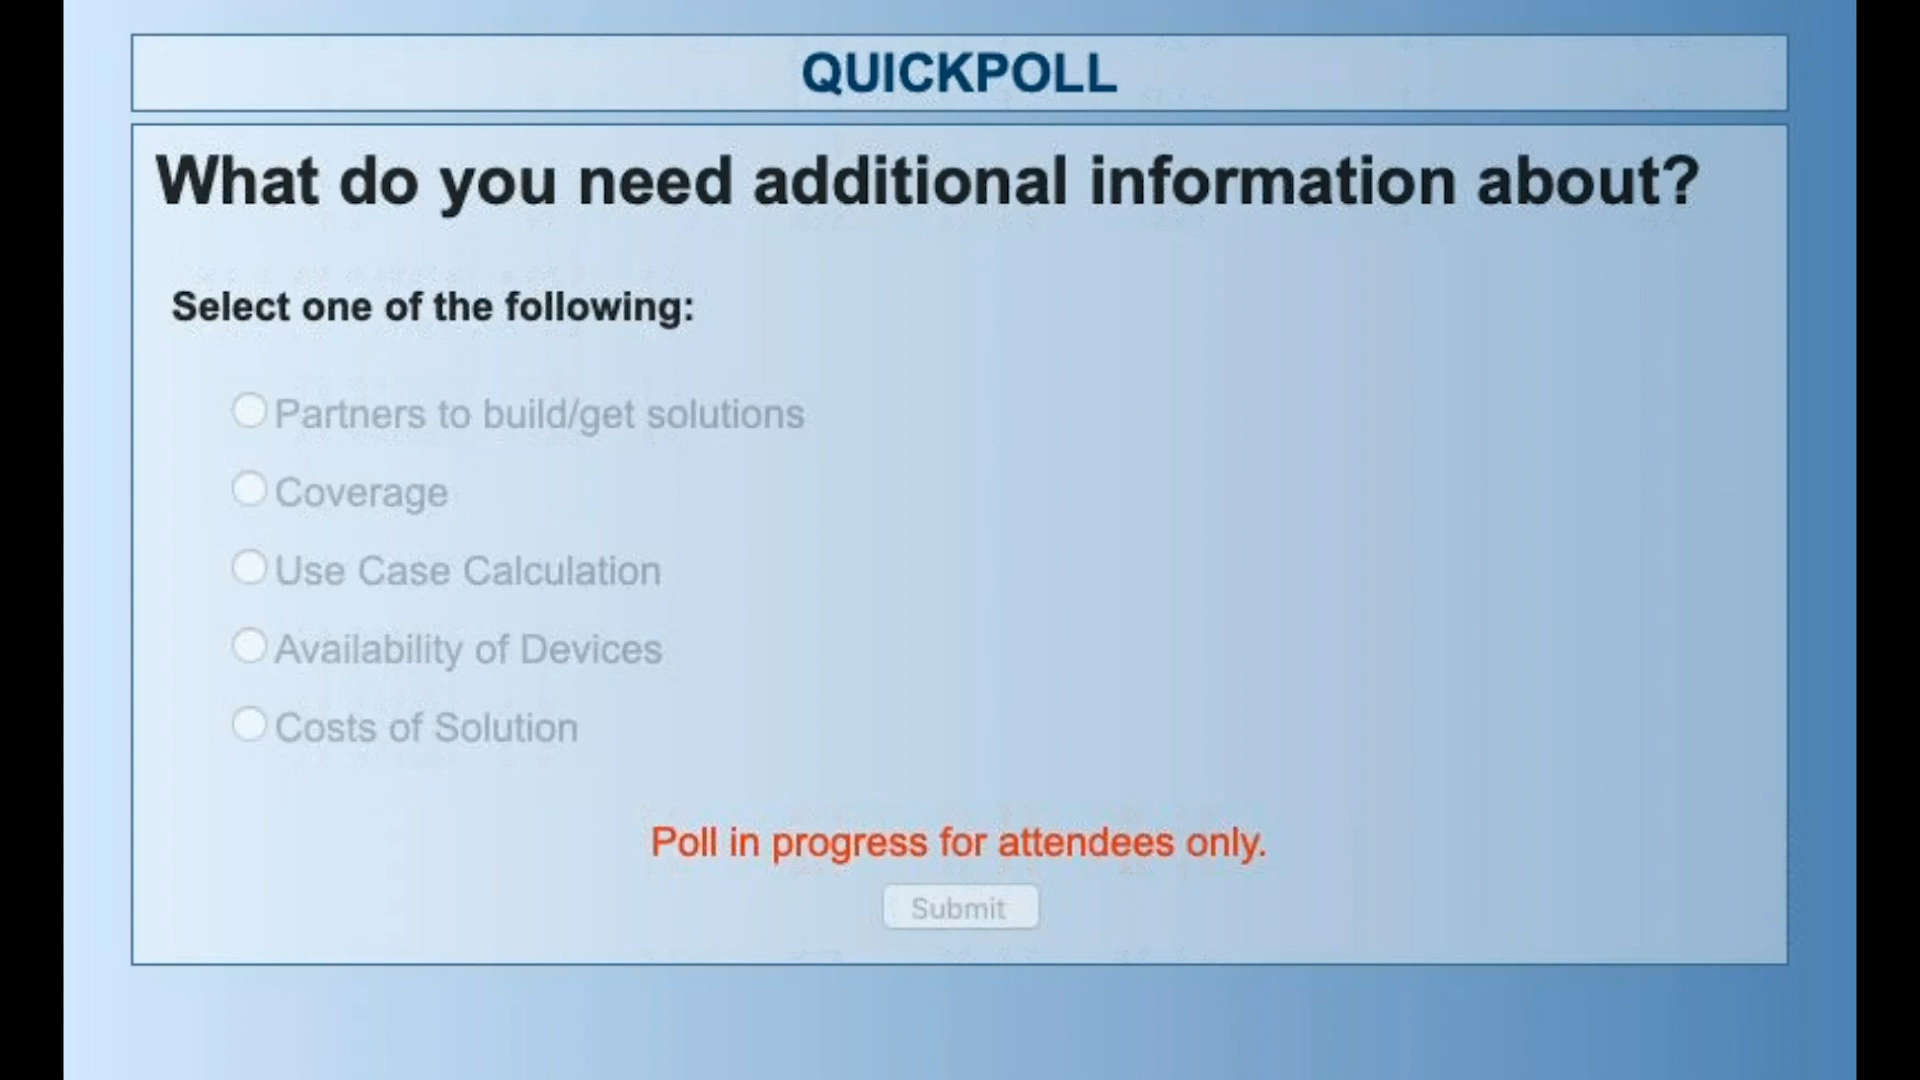 QUICKPOLL
What do you need additional information about?
Select one of the following:
Partners to build/get solutions
Coverage
Use Case Calculation
Availability of Devices
Costs of Solution
Poll in progress for attendees only.
Submit